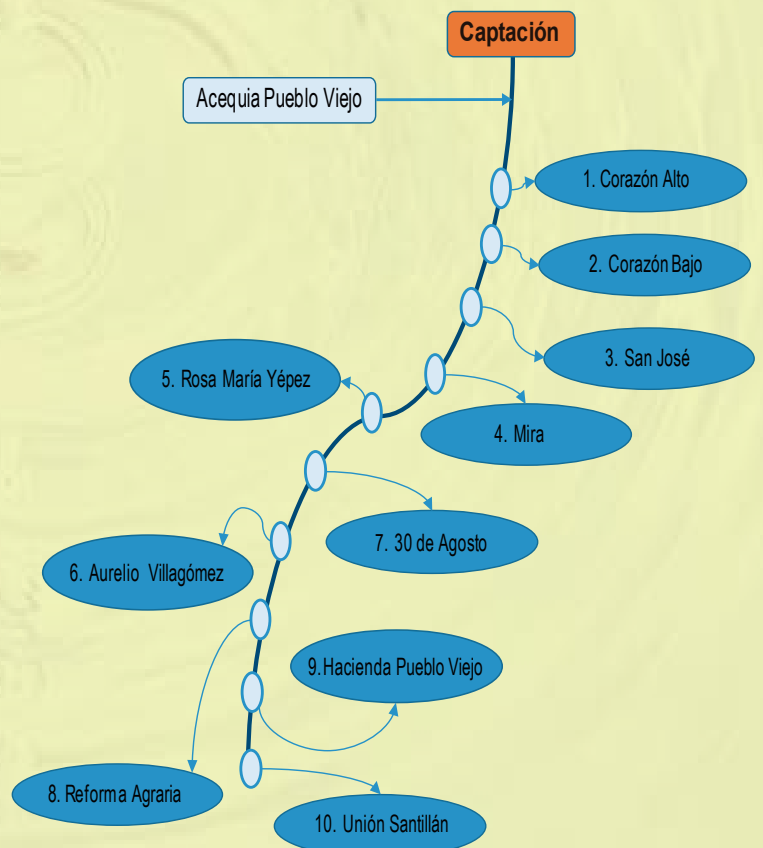 Captación
Acequia Pueblo Viejo
1. Corazón Alto
2. Corazón Bajo
3. San José
5. Rosa María Yépez
4. Mira
7. 30 de Agosto
6. Aurelio Villagómez
9. Hacienda Pueblo Viejo
8. Reforma Agraria
10. Unión Santillán